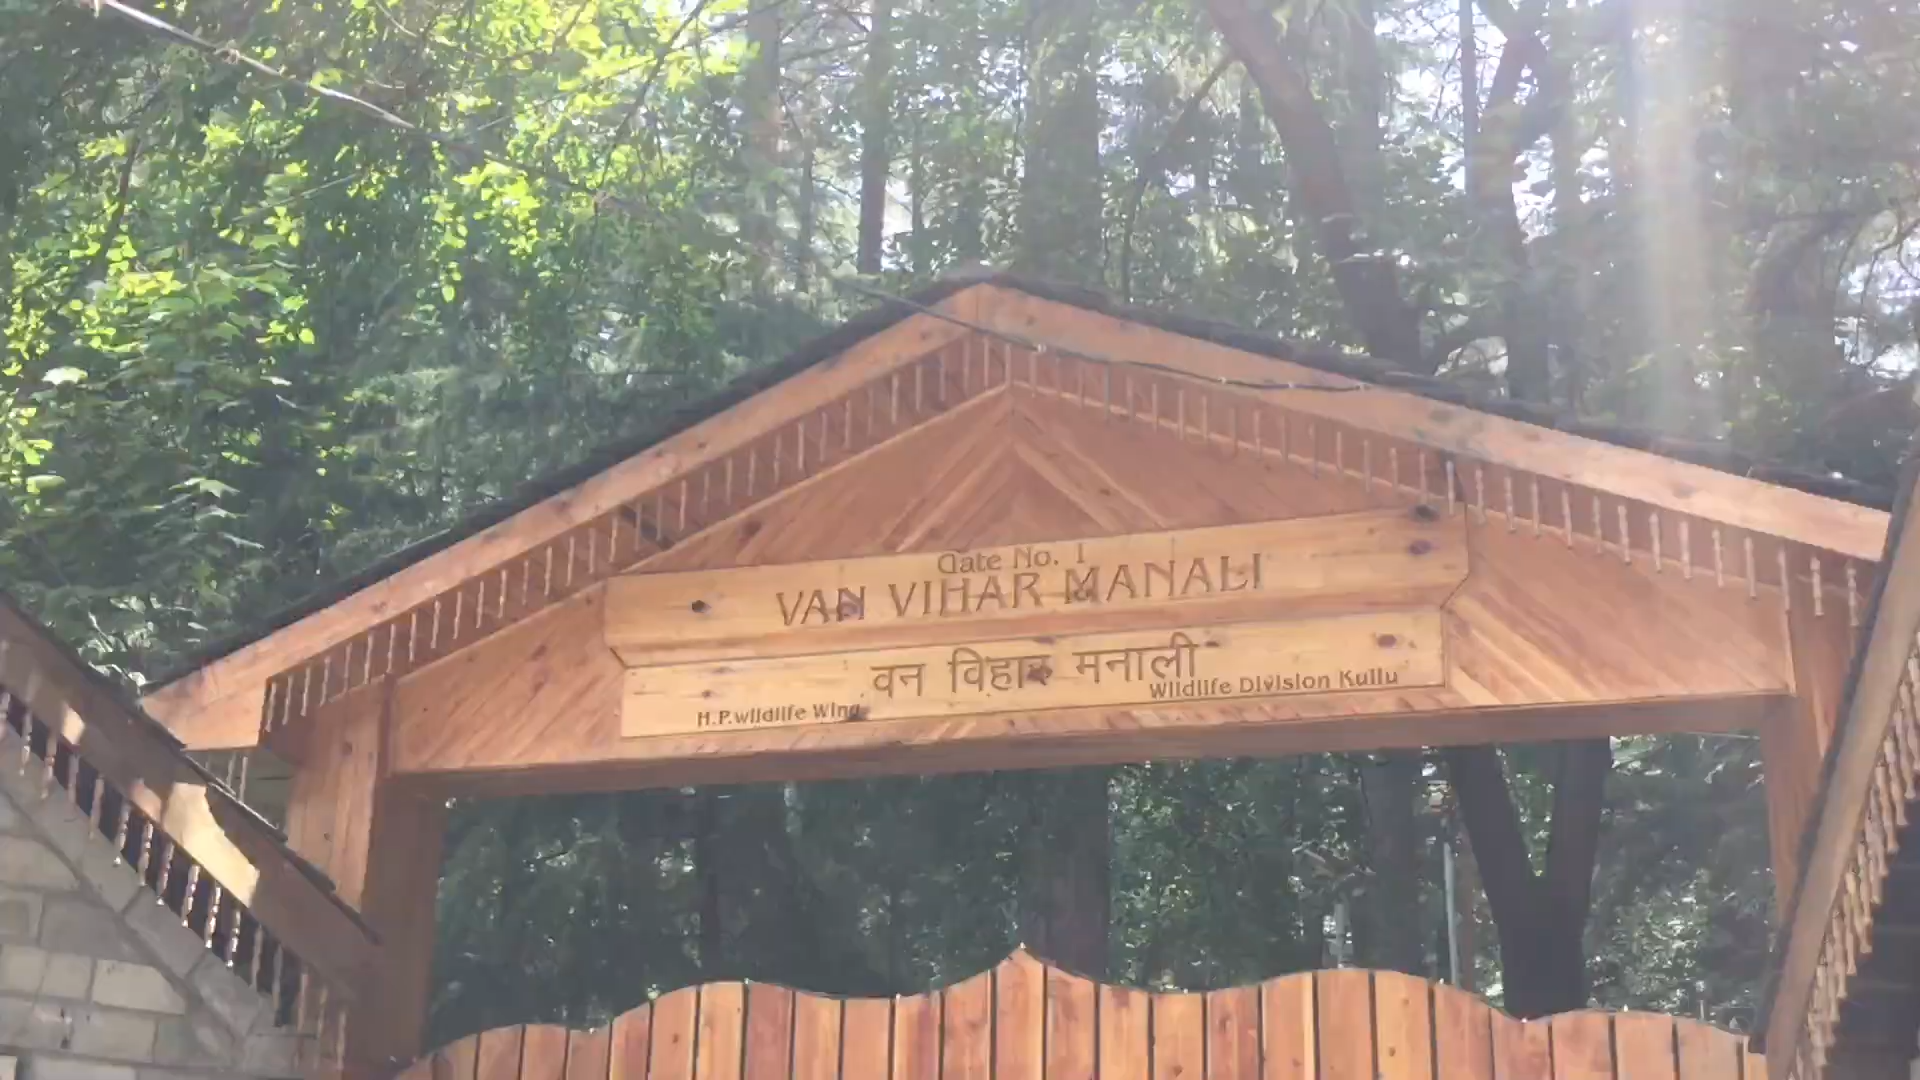 Gate No. 1
VAN VIHAR MANALI
वन विहार मनाली
H.P.wildlife Wing
Wildlife Division Kullu